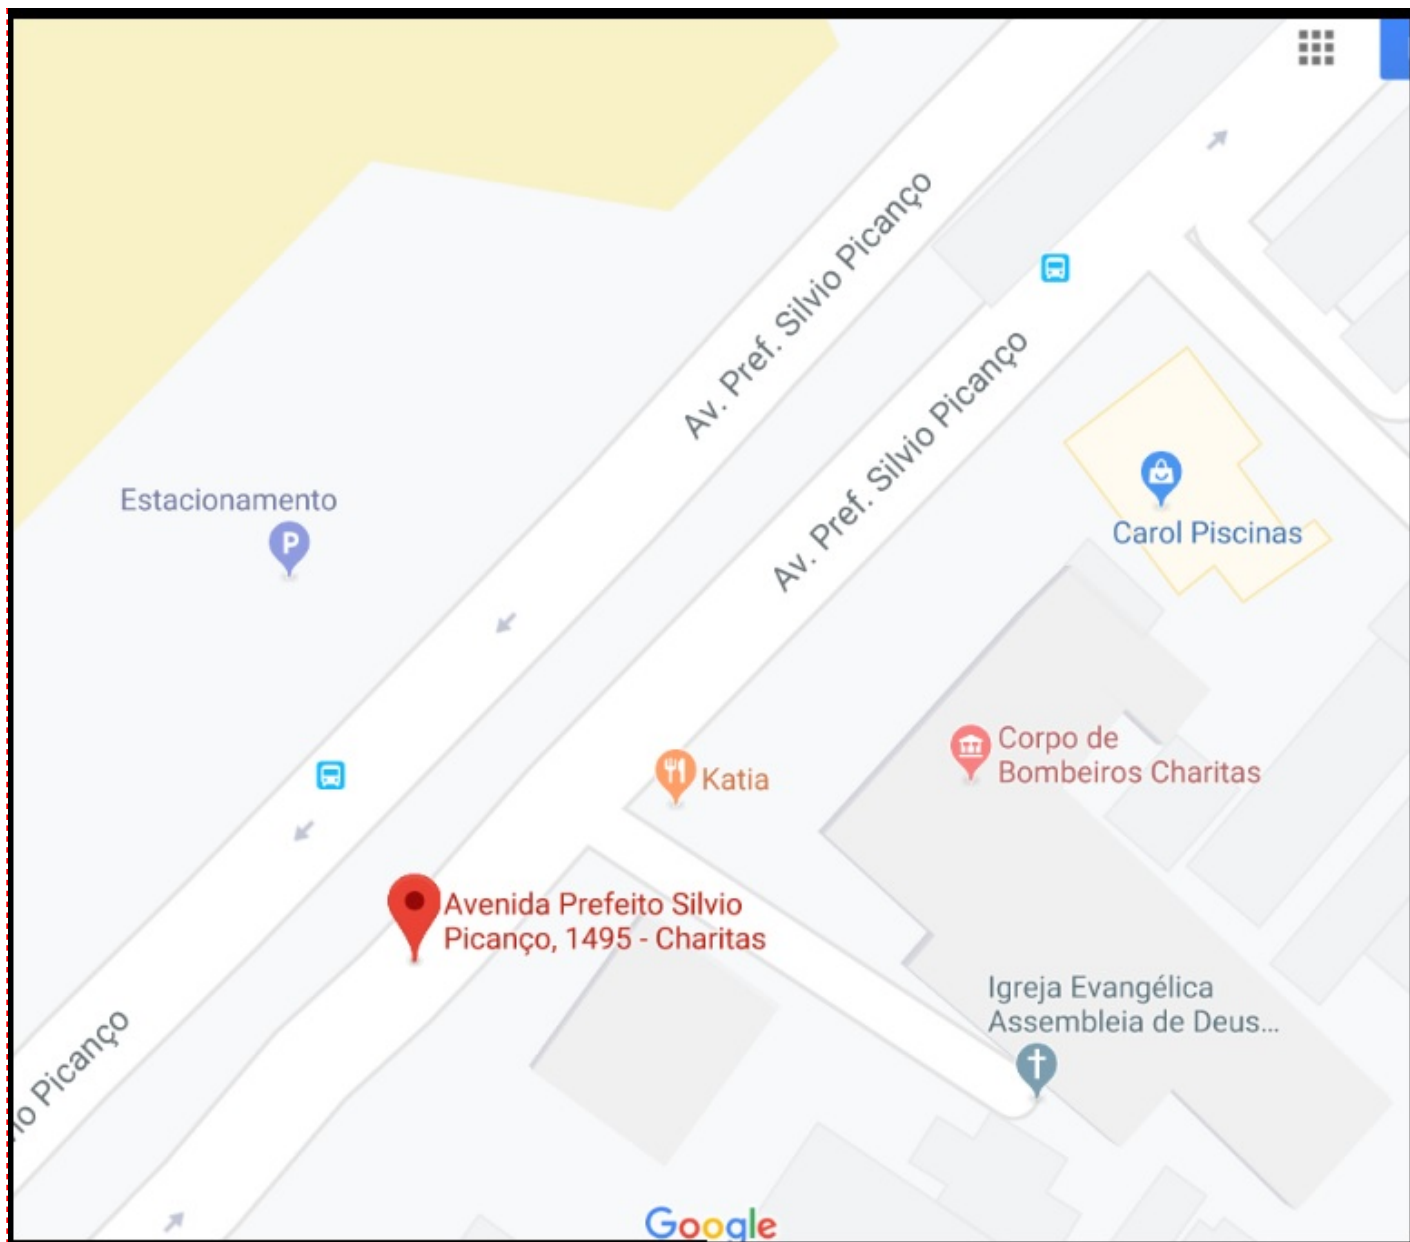 Av. Pref. Silvio Picanço
Av. Pref. Silvio Picanço
Estacionamento
P
Carol Piscinas
Corpo de
Bombeiros Charitas
Katia
Avenida Prefeito Silvio
Picanço, 1495 - Charitas
Igreja Evangélica
Assembleia de Deus...
Picanço
Google